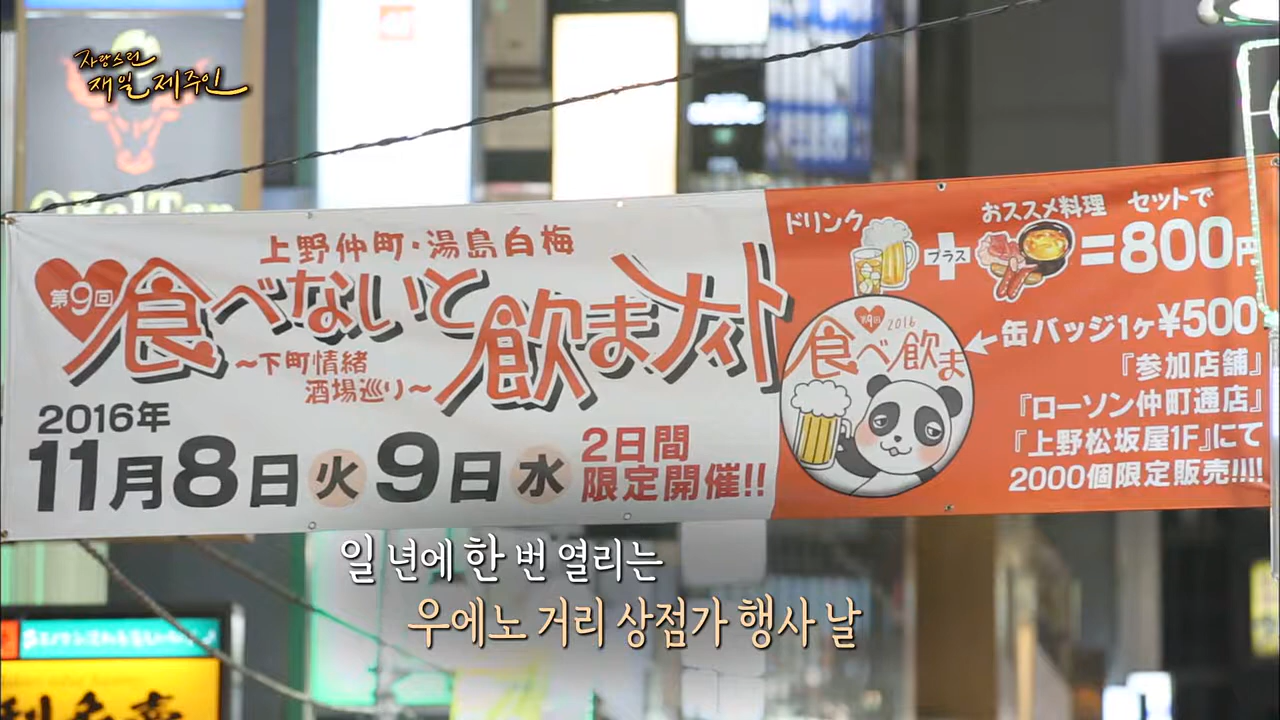 자랑스런
재일 제주인
上野仲町・湯島白梅
第9回
食べないと飲まナイト
~下町情緒
酒場巡り~
2016年
11月8日火9日水
2日間
限定開催!!
ドリンク
プラス
おススメ料理 セットで
=800円
第9回 2016
食べ飲ま
←缶バッジ1ヶ¥500
『参加店舗』
『ローソン仲町通店』
『上野松坂屋1F』にて
2000個限定販売!!!!
일 년에 한 번 열리는
우에노 거리 상점가 행사 날